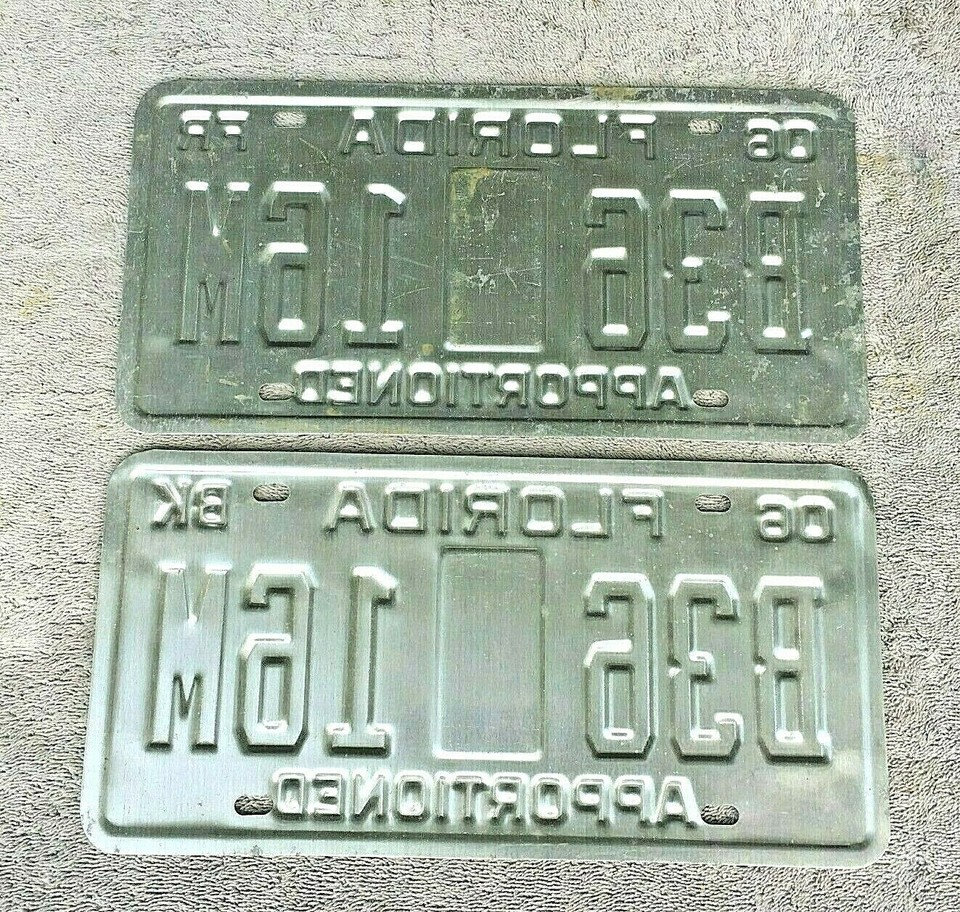 06 FLORIDA FR
B36 16M
APPORTIONED
06 FLORIDA BK
B36 16M
APPORTIONED